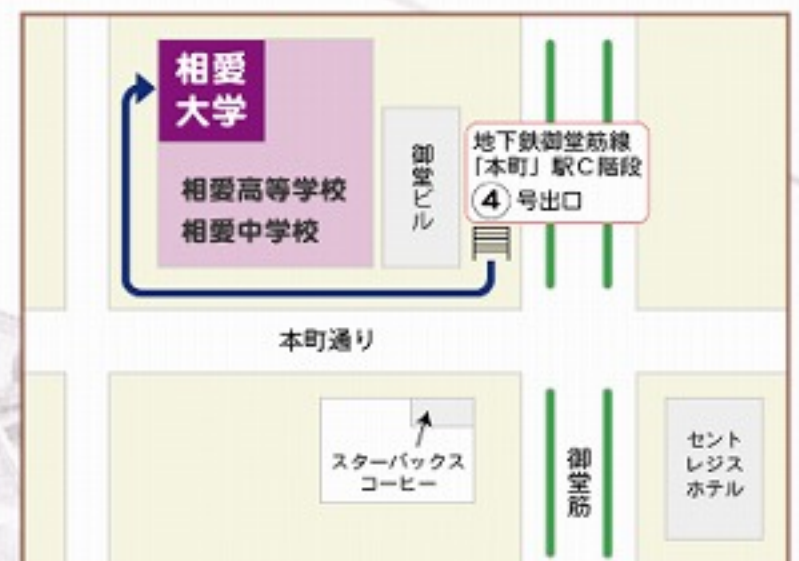 相愛
大学
相愛高等学校
相愛中学校
御堂ビル
地下鉄御堂筋線
「本町」駅C階段
④号出口
本町通り
スターバックス
コーヒー
御堂筋
セント
レジス
ホテル